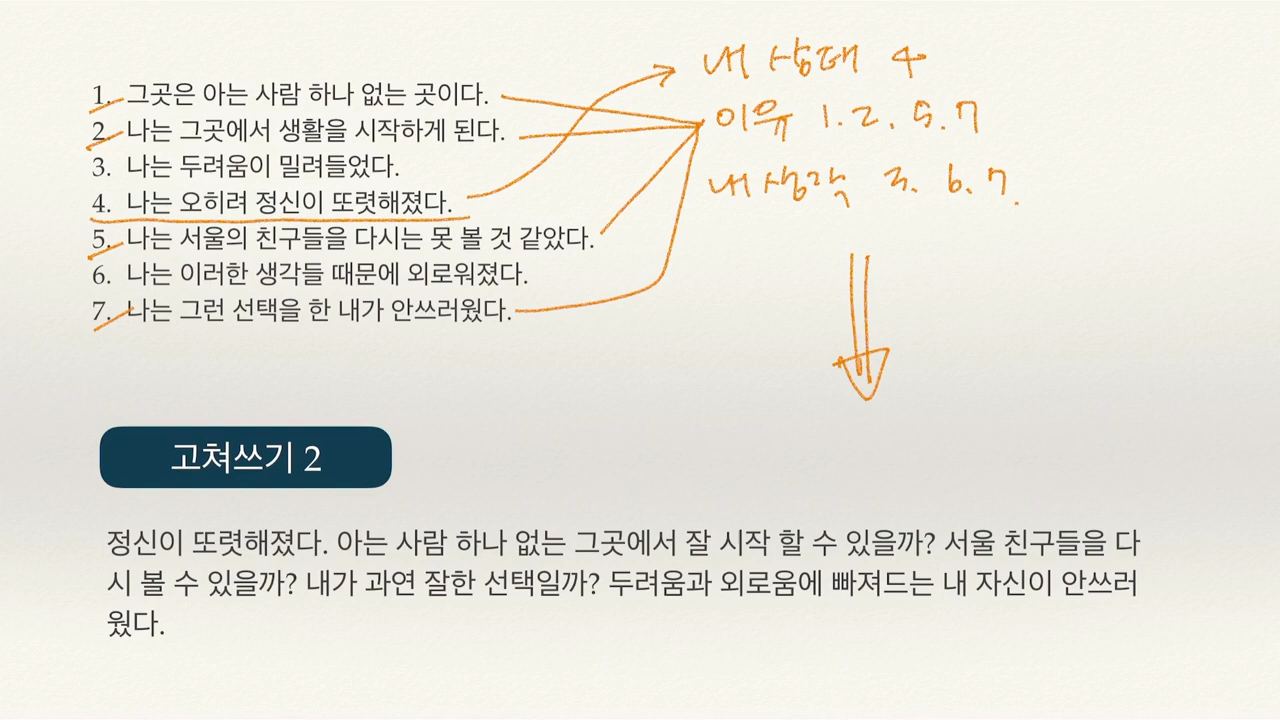 1. 그곳은 아는 사람 하나 없는 곳이다.
2. 나는 그곳에서 생활을 시작하게 된다.
3. 나는 두려움이 밀려들었다.
4. 나는 오히려 정신이 또렷해졌다.
5. 나는 서울의 친구들을 다시는 못 볼 것 같았다.
6. 나는 이러한 생각들 때문에 외로워졌다.
7. 나는 그런 선택을 한 내가 안쓰러웠다.
내 상태 4
이유 1. 2. 5. 7
내 생각 3. 6. 7.
고쳐쓰기 2
정신이 또렷해졌다. 아는 사람 하나 없는 그곳에서 잘 시작 할 수 있을까? 서울 친구들을 다
시 볼 수 있을까? 내가 과연 잘한 선택일까? 두려움과 외로움에 빠져드는 내 자신이 안쓰러
웠다.